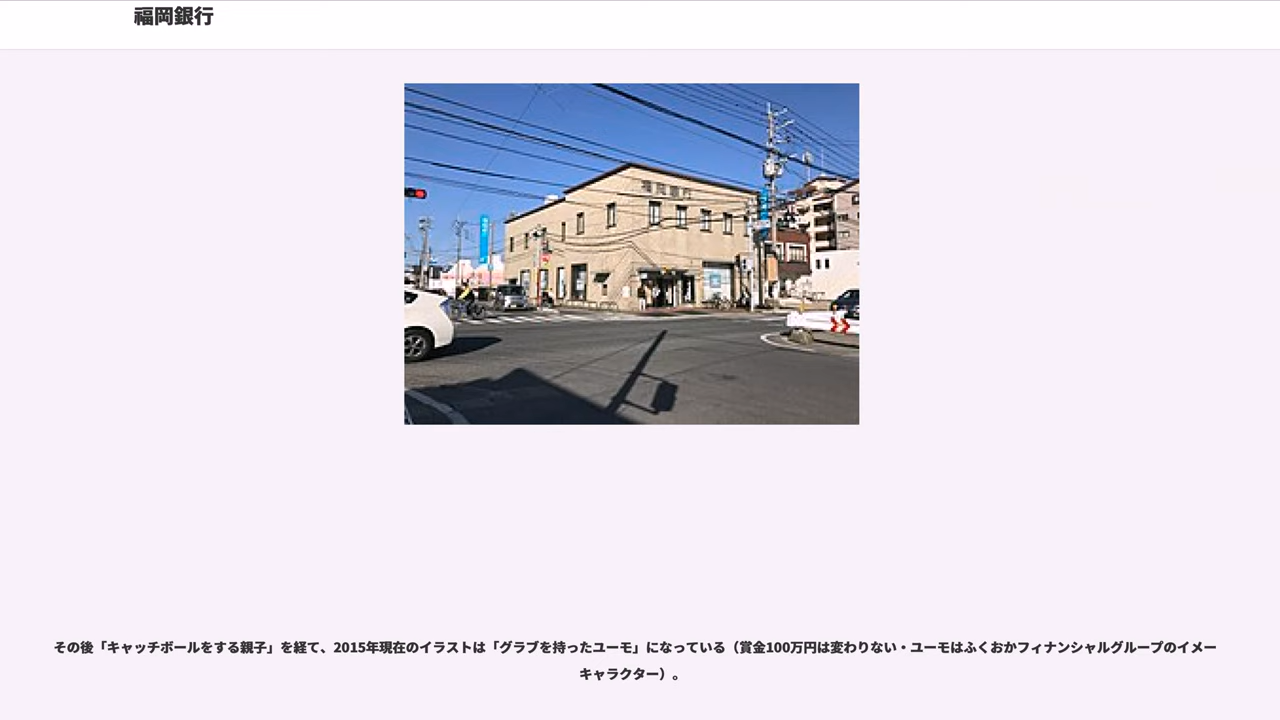 福岡銀行
福岡銀行
その後「キャッチボールをする親子」を経て、2015年現在のイラストは「グラブを持ったユーモ」になっている（賞金100万円は変わりない・ユーモはふくおかフィナンシャルグループのイメー
キャラクター）。